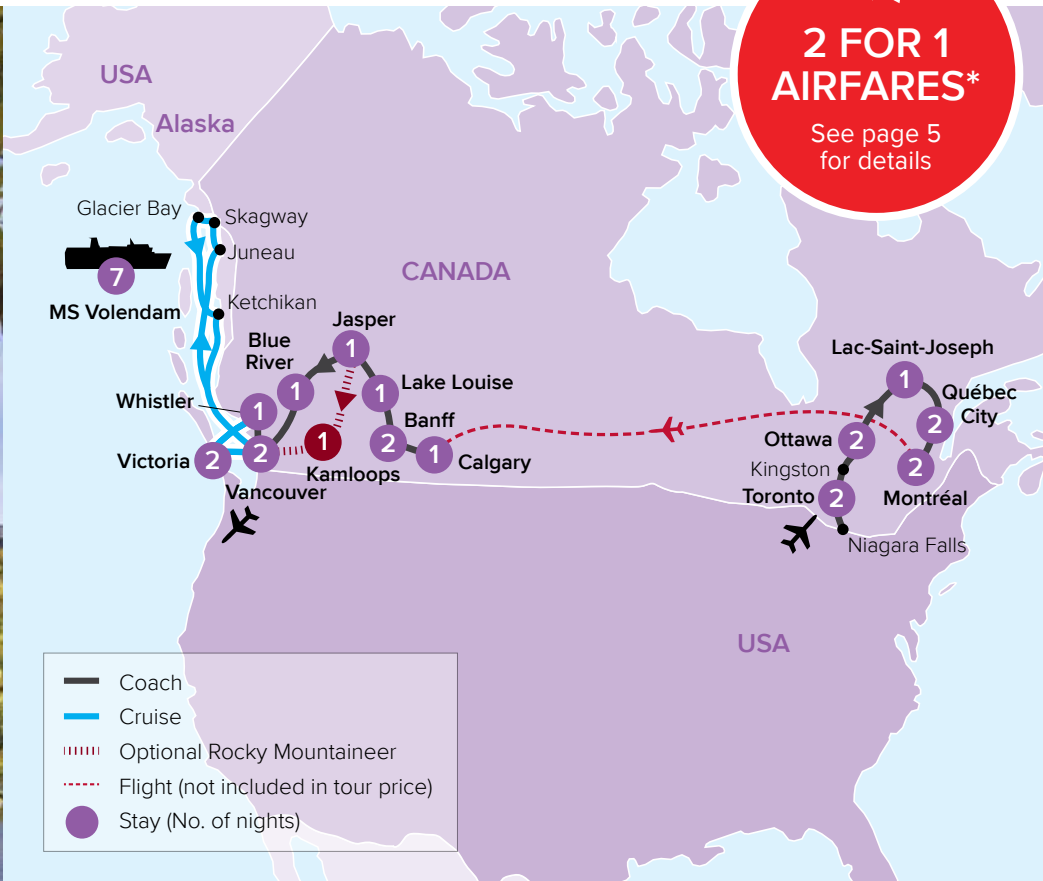 2 FOR 1
AIRFARES*
See page 5
for details
USA
Alaska
Glacier Bay
Skagway
Juneau
7
MS Volendam
Ketchikan
CANADA
Jasper
1
Blue
River
1
Lake Louise
1
Whistler
1
Banff
2
Victoria
2
2
Vancouver
1
Kamloops
1
Calgary
Lac-Saint-Joseph
1
Québec
City
2
Ottawa
2
Kingston
Toronto
2
2
Montréal
Niagara Falls
USA
Coach
Cruise
Optional Rocky Mountaineer
Flight (not included in tour price)
Stay (No. of nights)